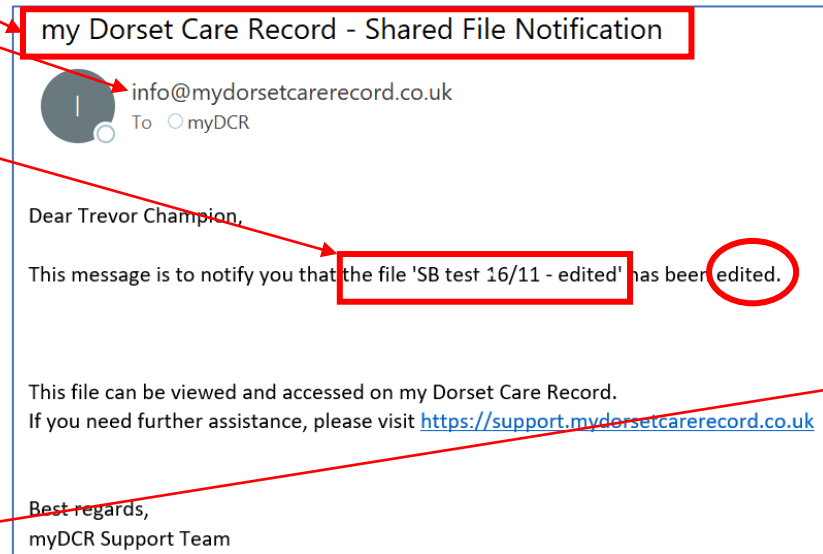 my Dorset Care Record - Shared File Notification
I
info@mydorsetcarerecord.co.uk
To myDCR
Dear Trevor Champion,
This message is to notify you that the file 'SB test 16/11 - edited' has been edited.
This file can be viewed and accessed on my Dorset Care Record.
If you need further assistance, please visit https://support.mydorsetcarerecord.co.uk
Best regards,
myDCR Support Team